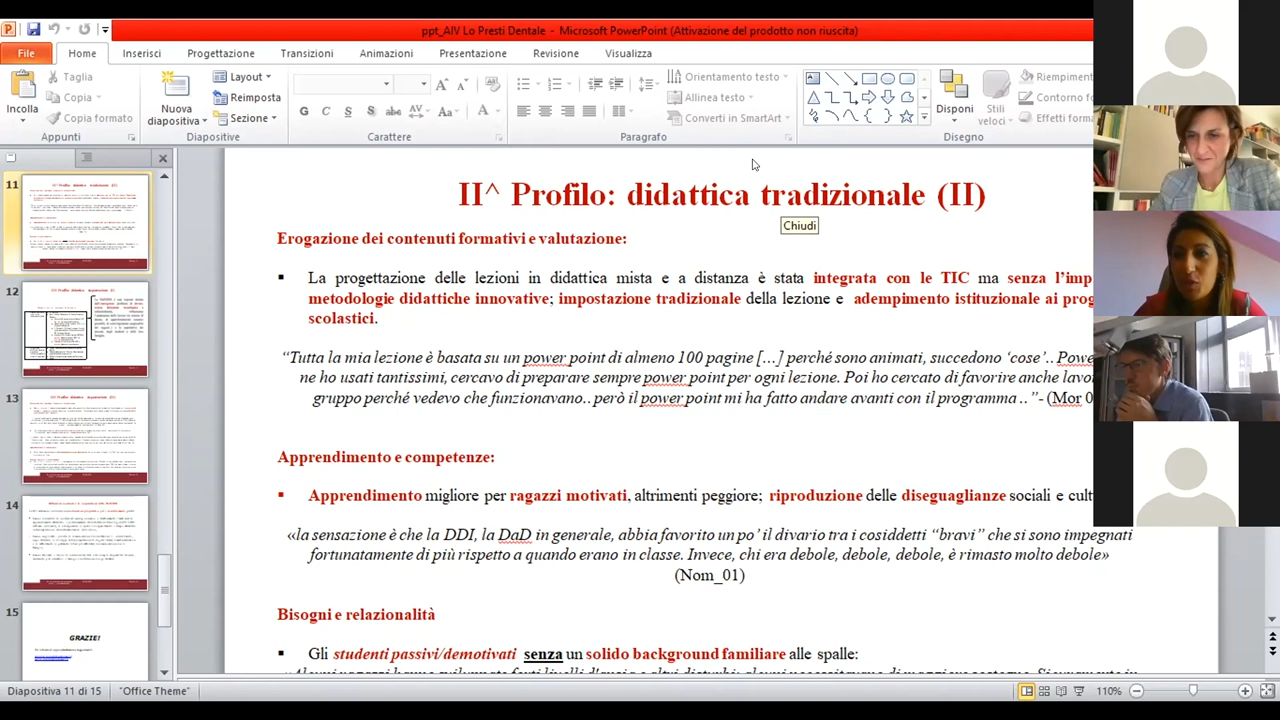 ppt_AIV Lo Presti Dentale - Microsoft PowerPoint (Attivazione del prodotto non riuscita)
File Home Inserisci Progettazione Transizioni Animazioni Presentazione Revisione Visualizza
Incolla
Taglia
Copia
Copia formato
Appunti
Nuova
diapositiva
Layout
Reimposta
Sezione
Diapositive
G C S S abc AV Aa A
Carattere
Orientamento testo
Allinea testo
Converti in SmartArt
Paragrafo
Disponi
Stili
veloci
Riempimen
Contorno fo
Effetti form
Disegno
11
12
13
14
15
GRAZIE!
II^ Profilo: didattica tradizionale (II)
Chiudi
Erogazione dei contenuti formativi e valutazione:
La progettazione delle lezioni in didattica mista e a distanza è stata integrata con le TIC ma senza l'imp
metodologie didattiche innovative; impostazione tradizionale della lezione e adempimento istituzionale ai prog
scolastici.
“Tutta la mia lezione è basata su un power point di almeno 100 pagine […] perché sono animati, succedono ‘cose’.. Powe
ne ho usati tantissimi, cercavo di preparare sempre power point per ogni lezione. Poi ho cercato di favorire anche lavo
gruppo perché vedevo che funzionavano.. però il power point mi ha fatto andare avanti con il programma ..”- (Mor 0
Apprendimento e competenze:
Apprendimento migliore per ragazzi motivati, altrimenti peggiore; riproduzione delle diseguaglianze sociali e cult
«la sensazione è che la DDI, la DaD in generale, abbia favorito un po' il divario tra i cosiddetti “bravi” che si sono impegnati
fortunatamente di più rispetto a quando erano in classe. Invece, chi era debole, debole, debole, è rimasto molto debole»
(Nom_01)
Bisogni e relazionalità
Gli studenti passivi/demotivati senza un solido background familiare alle spalle:
Diapositiva 11 di 15 "Office Theme" 110%